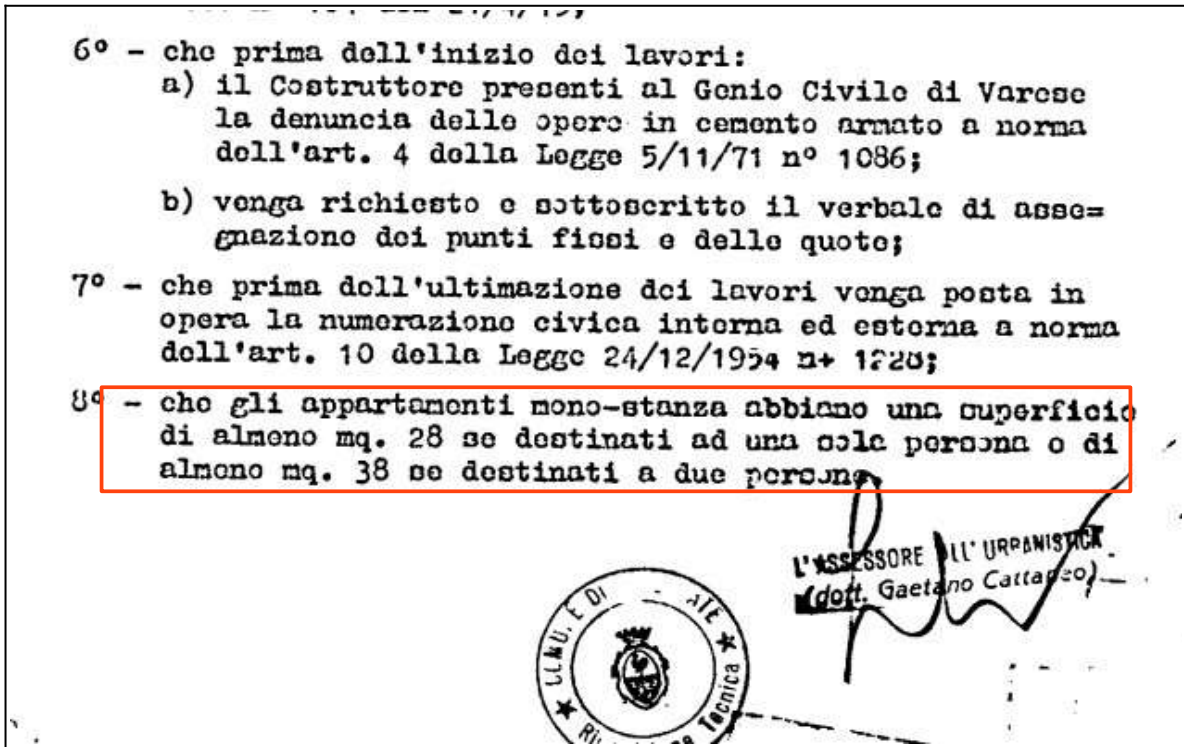 6° - che prima dell'inizio dei lavori:
a) il Costruttore presenti al Genio Civile di Varese
la denuncia delle opere in cemento armato a norma
dell'art. 4 della Legge 5/11/71 n° 1086;
b) venga richiesto e sottoscritto il verbale di asse=
gnazione dei punti fissi e delle quote;
7° - che prima dell'ultimazione dei lavori venga posta in
opera la numerazione civica interna ed esterna a norma
dell'art. 10 della Legge 24/12/1954 n+ 1228;
8° - che gli appartamenti mono-stanza abbiano una superficie
di almeno mq. 28 se destinati ad una sola persona e di
almeno mq. 38 se destinati a due persone
L'ASSESSORE ALL'URBANISTICA
(dott. Gaetano Cattapeo)
DI
Tecnica